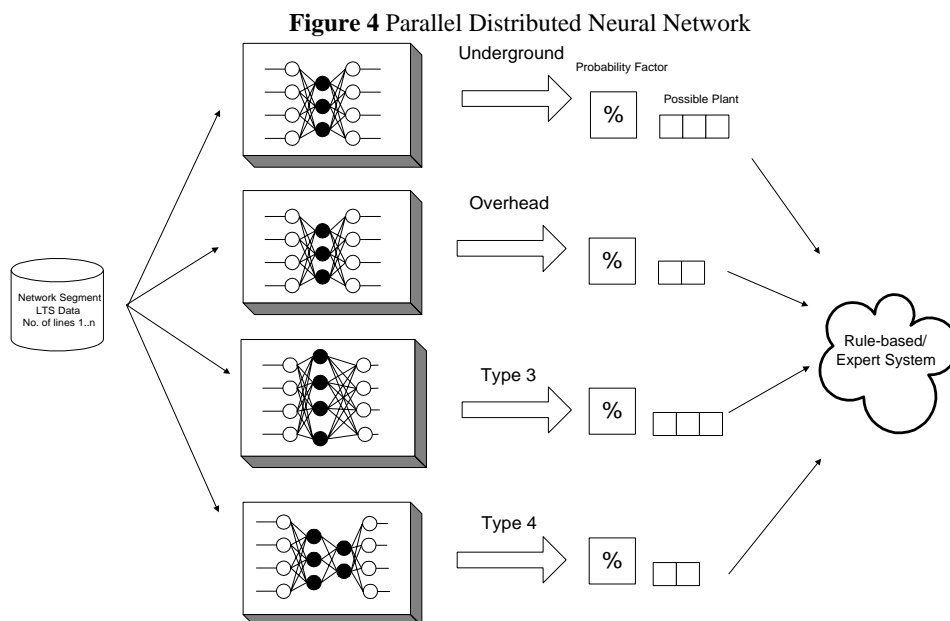 Figure 4 Parallel Distributed Neural Network
Underground
Probability Factor
Possible Plant
%
Overhead
%
Network Segment
LTS Data
No. of lines 1..n
Rule-based/
Expert System
Type 3
%
Type 4
%